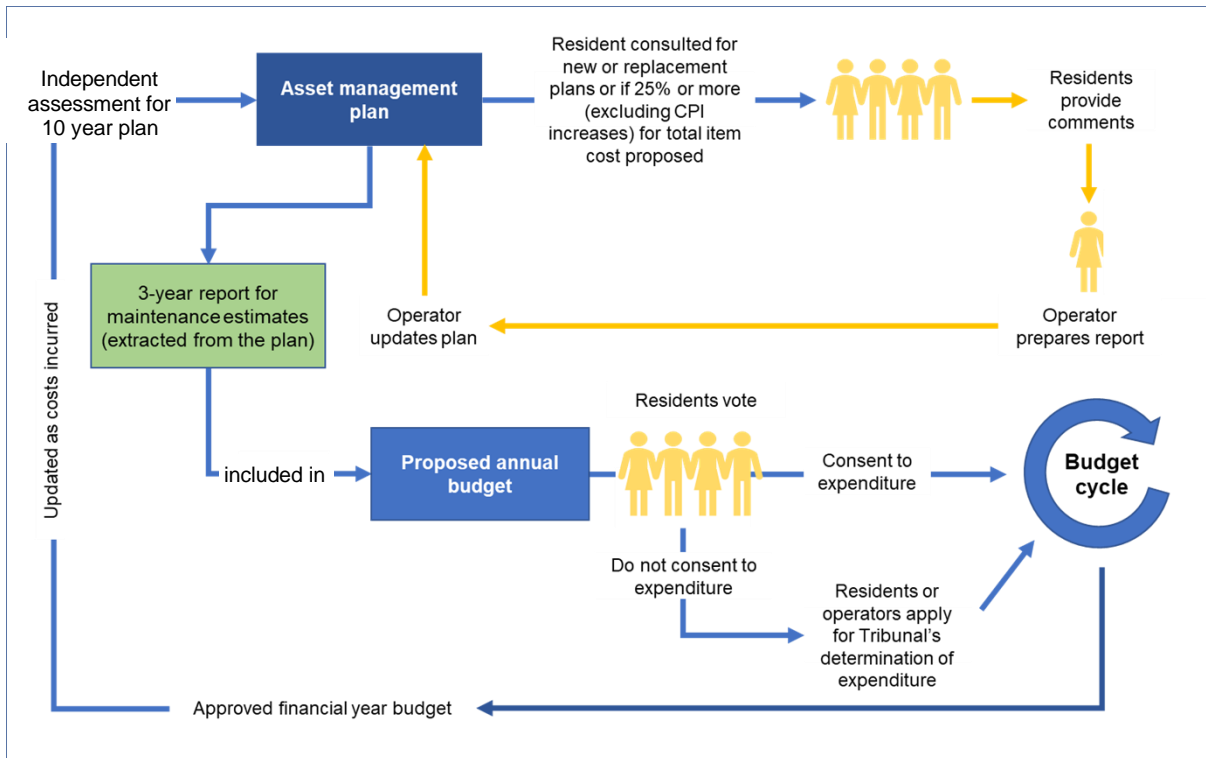 Independent
assessment for
10 year plan
Asset management
plan
Resident consulted for
new or replacement
plans or if 25% or more
(excluding CPI
increases) for total item
cost proposed
Residents
provide
comments
Operator
prepares report
Operator
updates plan
3-year report for
maintenance estimates
(extracted from the plan)
included in
Proposed annual
budget
Residents vote
Consent to
expenditure
Do not consent to
expenditure
Residents or
operators apply
for Tribunal’s
determination of
expenditure
Budget
cycle
Approved financial year budget
Updated as costs incurred